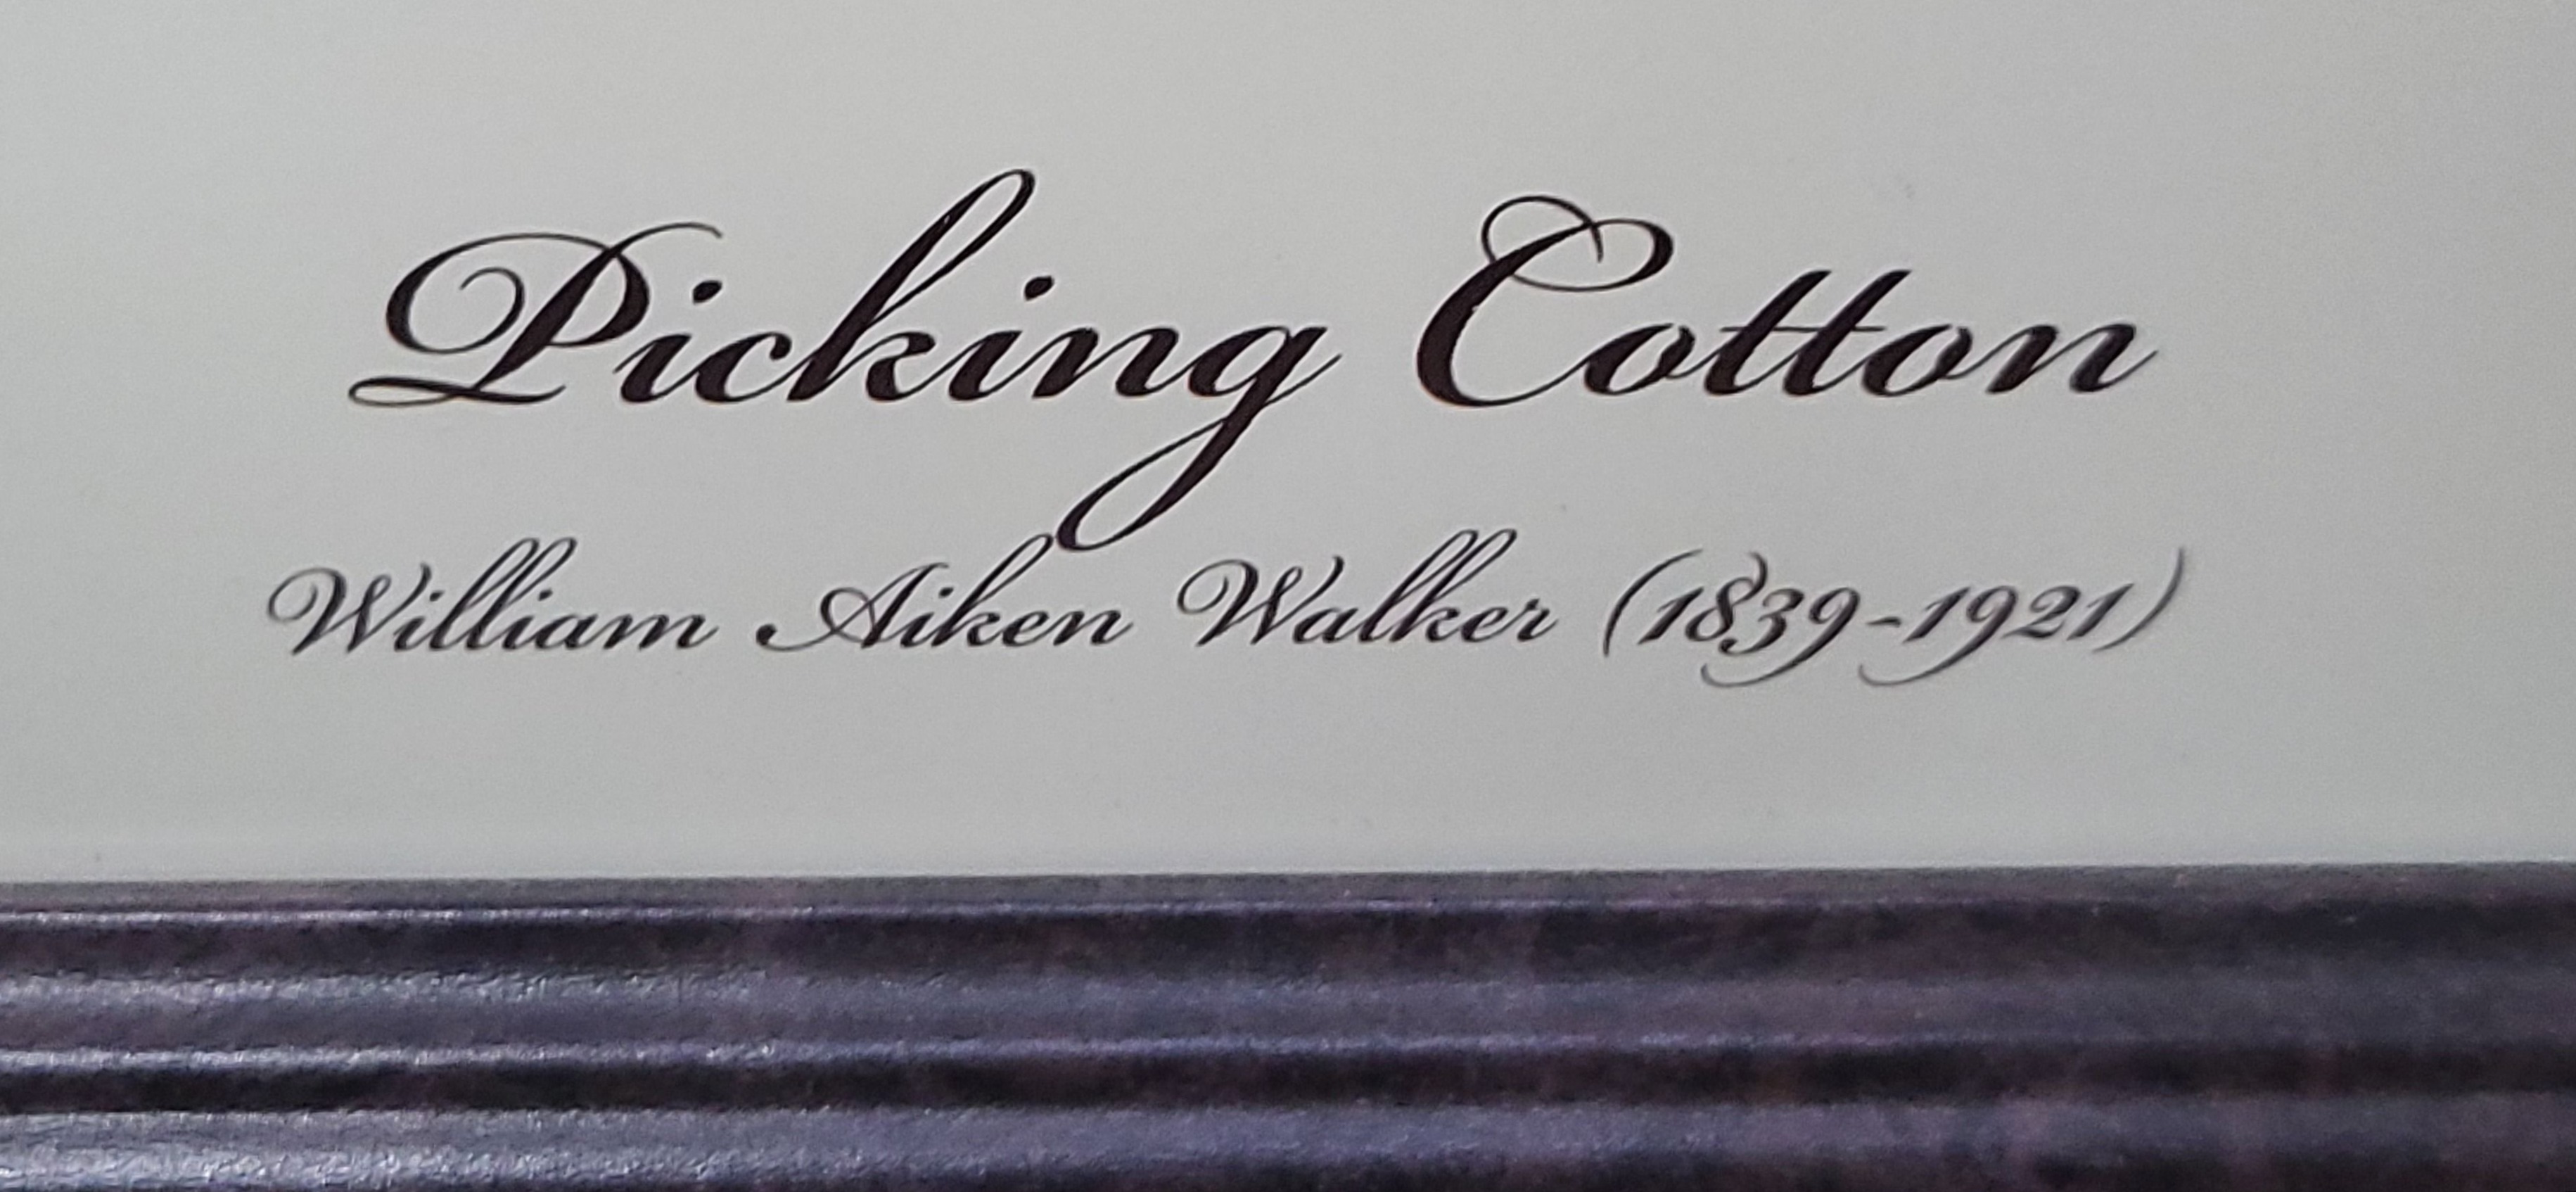 Picking Cotton
William Aiken Walker (1839-1921)